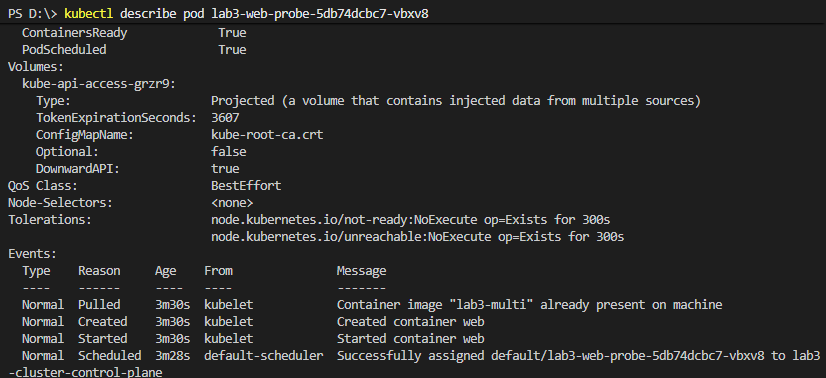 PS D:\> kubectl describe pod lab3-web-probe-5db74dcbc7-vbxv8
  ContainersReady             True
  PodScheduled                True
Volumes:
  kube-api-access-grzr9:
    Type:                    Projected (a volume that contains injected data from multiple sources)
    TokenExpirationSeconds:  3607
    ConfigMapName:           kube-root-ca.crt
    Optional:                false
    DownwardAPI:             true
QoS Class:                   BestEffort
Node-Selectors:              <none>
Tolerations:                 node.kubernetes.io/not-ready:NoExecute op=Exists for 300s
                             node.kubernetes.io/unreachable:NoExecute op=Exists for 300s
Events:
  Type    Reason     Age    From               Message
  ----    ------     ----   ----               -------
  Normal  Pulled     3m30s  kubelet            Container image "lab3-multi" already present on machine
  Normal  Created    3m30s  kubelet            Created container web
  Normal  Started    3m30s  kubelet            Started container web
  Normal  Scheduled  3m28s  default-scheduler  Successfully assigned default/lab3-web-probe-5db74dcbc7-vbxv8 to lab3
-cluster-control-plane